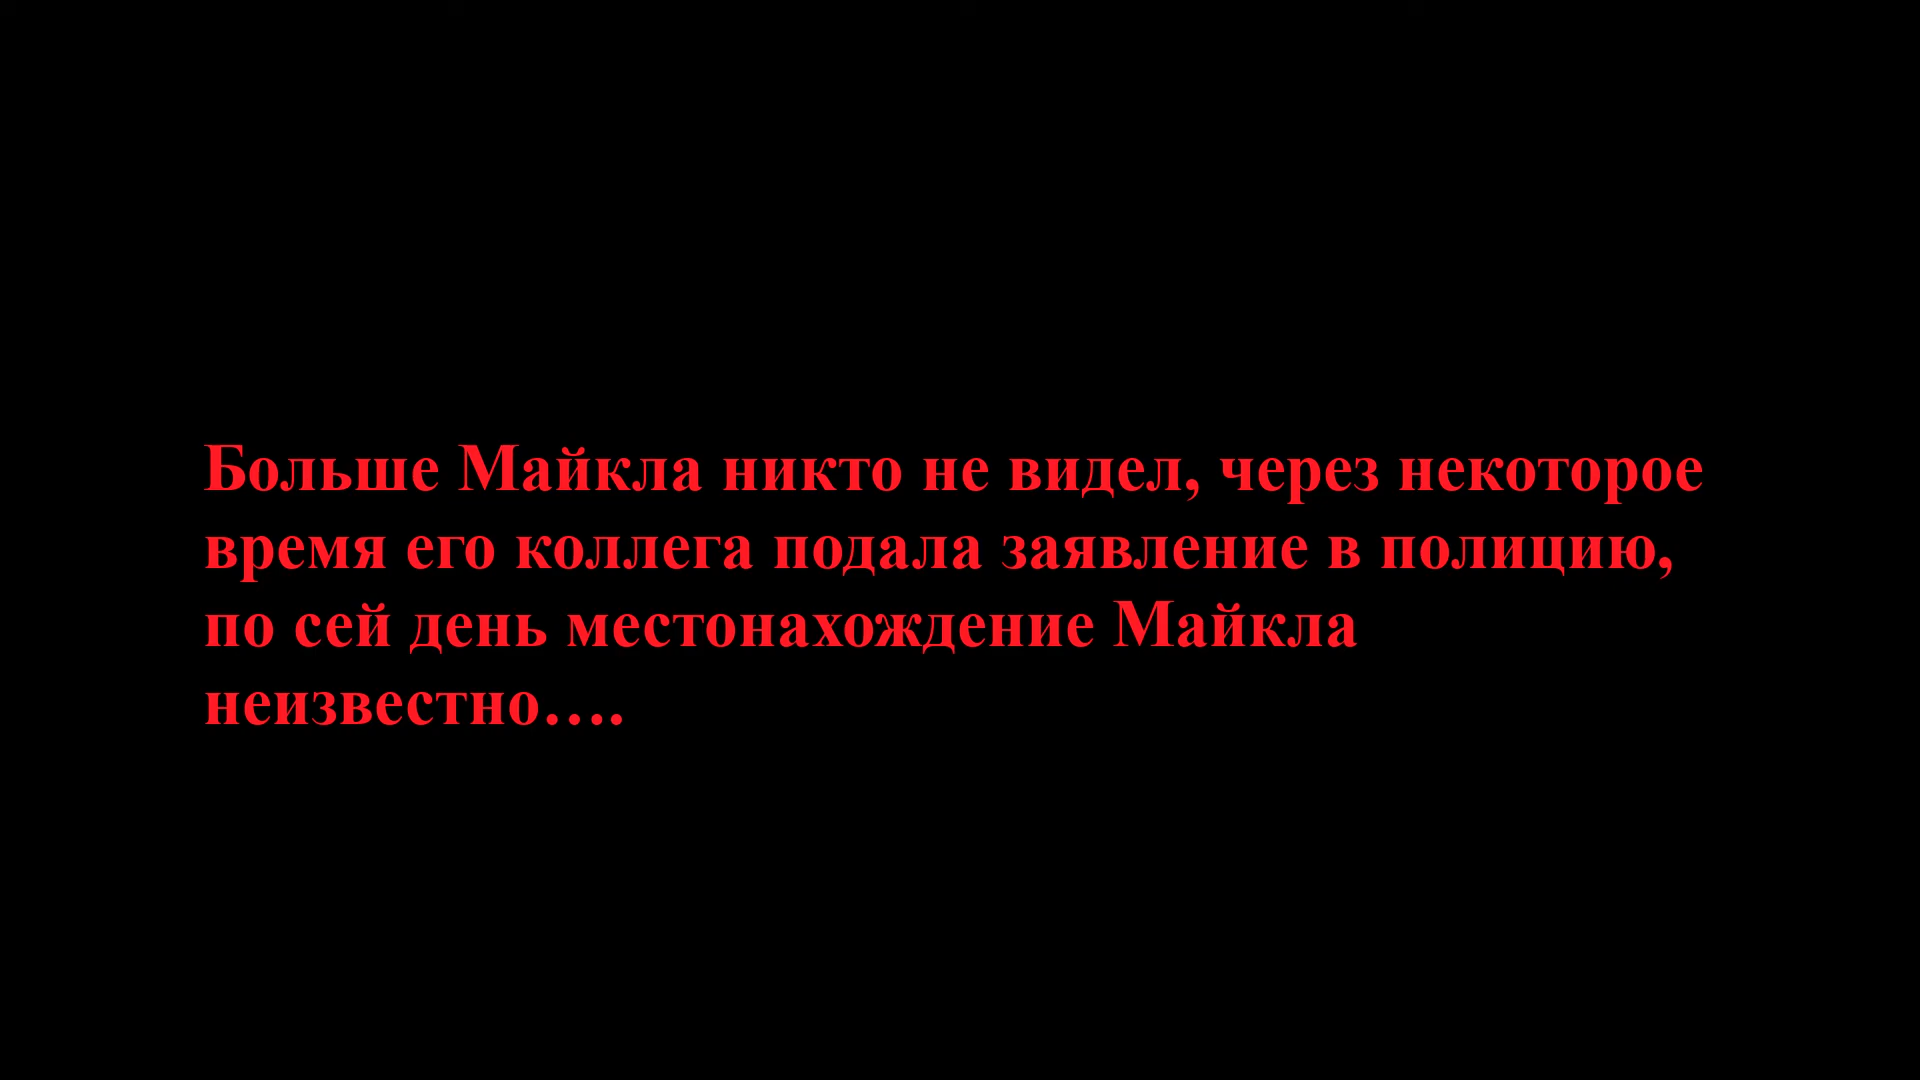 Больше Майкла никто не видел, через некоторое
время его коллега подала заявление в полицию,
по сей день местонахождение Майкла
неизвестно….